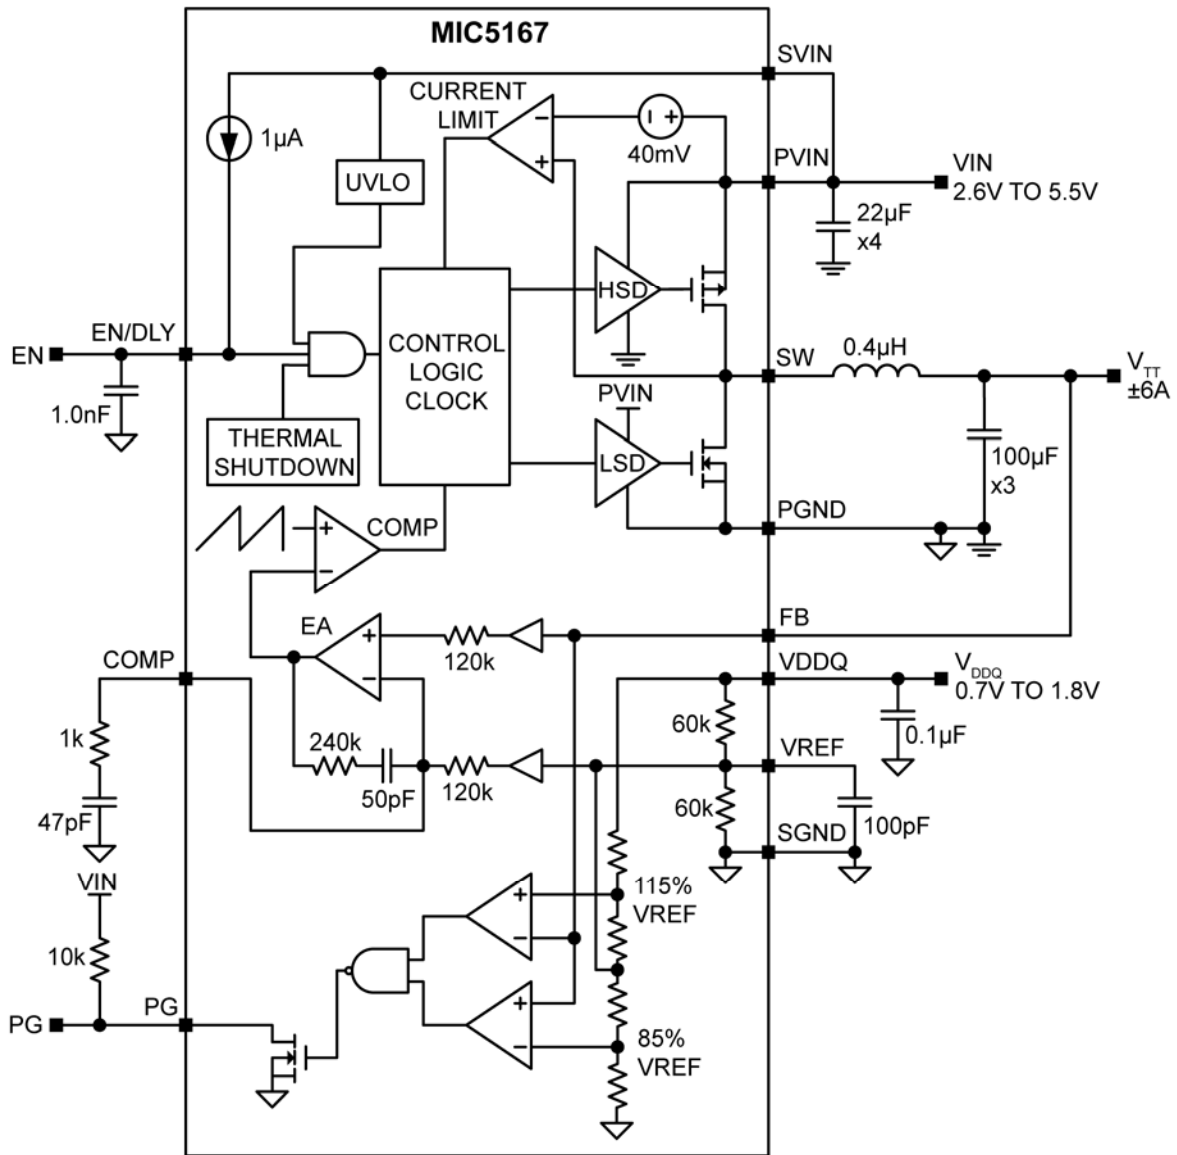 MIC5167
SVIN
CURRENT
LIMIT
1µA
40mV
PVIN
VIN
2.6V TO 5.5V
UVLO
22µF
x4
HSD
EN/DLY
EN
CONTROL
LOGIC
CLOCK
SW
0.4µH
VTT
±6A
1.0nF
PVIN
THERMAL
SHUTDOWN
LSD
100µF
x3
COMP
PGND
+
−
EA
FB
120k
COMP
VDDQ
VDDQ
0.7V TO 1.8V
60k
0.1µF
1k
240k
VREF
50pF
120k
60k
100pF
47pF
SGND
VIN
115%
VREF
10k
PG
PG
85%
VREF